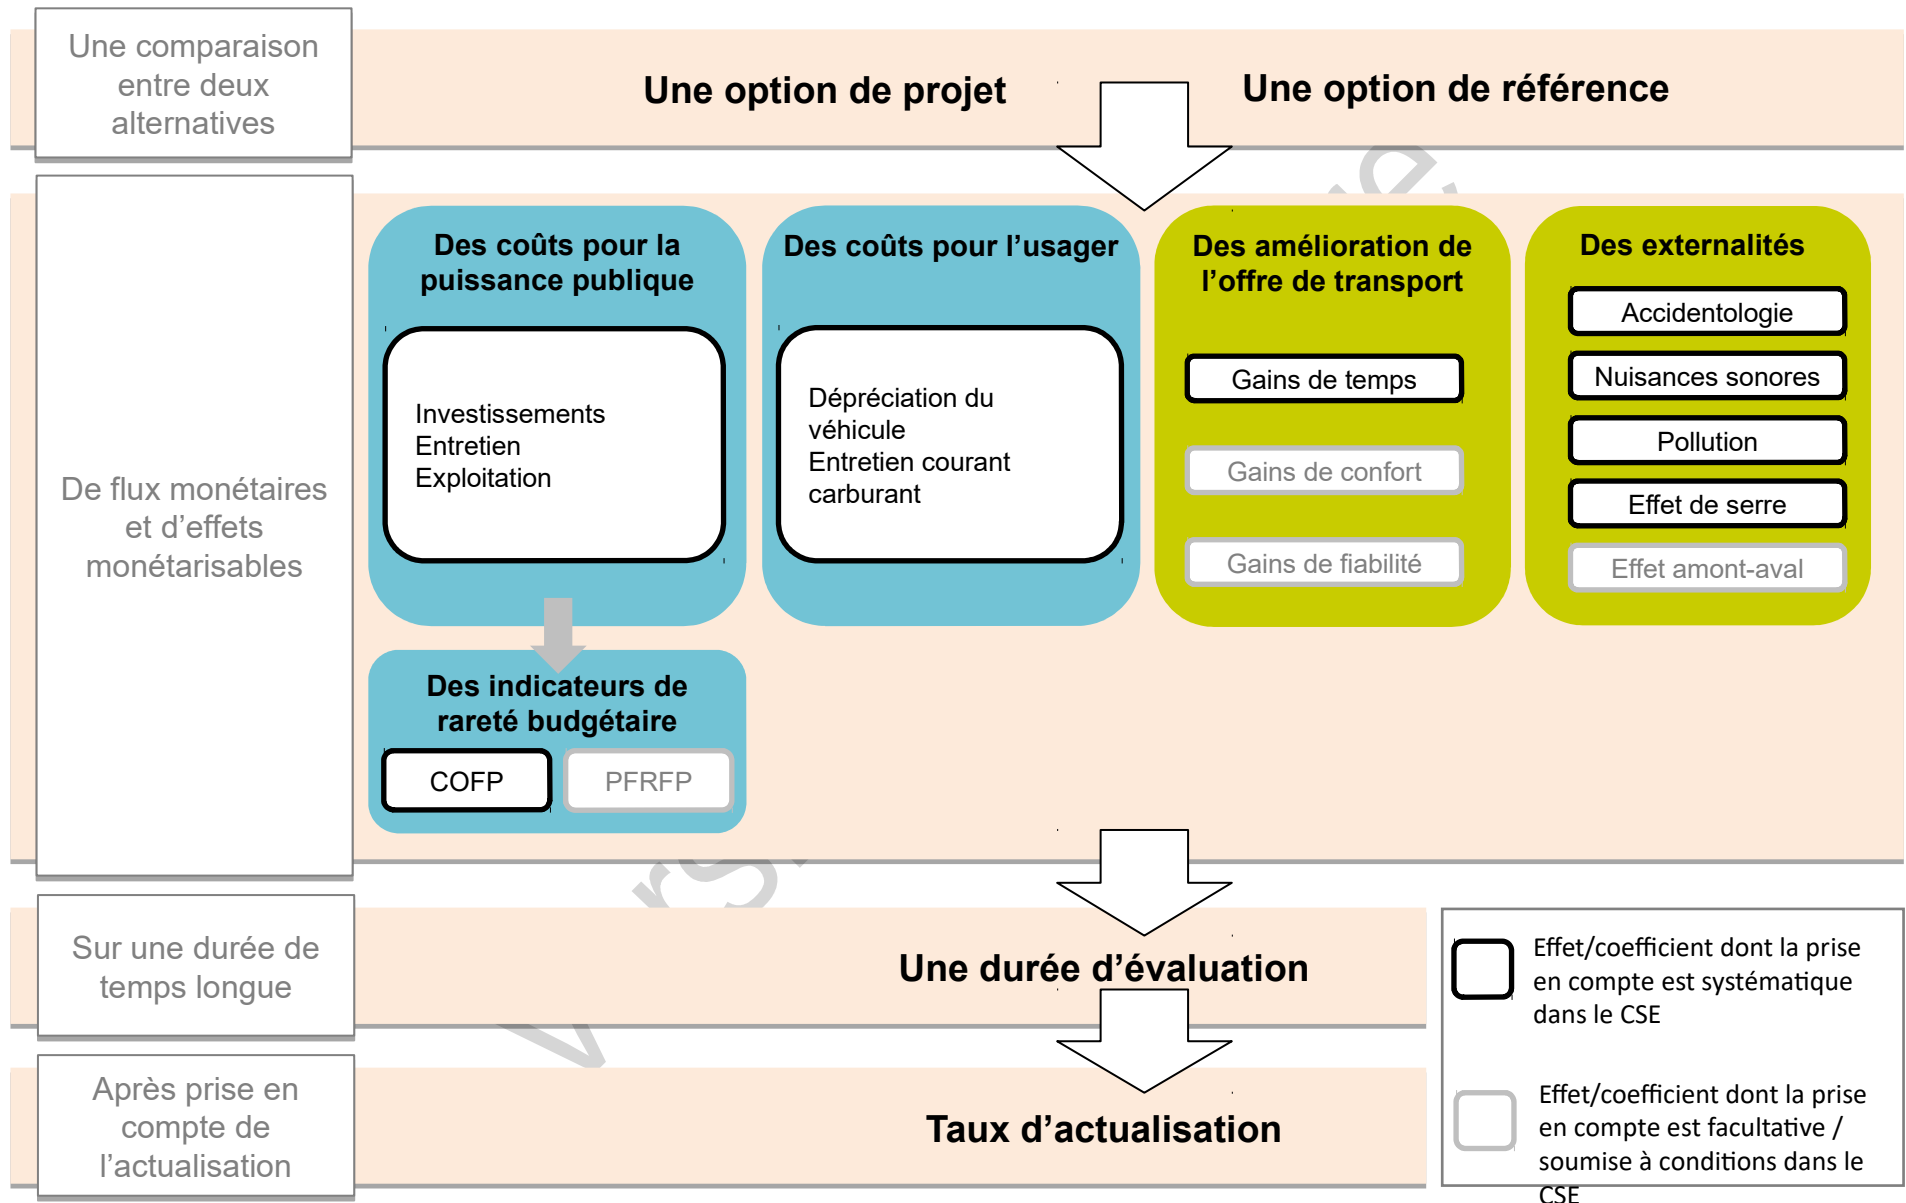 Une comparaison
entre deux
alternatives
Une option de projet
Une option de référence
De flux monétaires
et d'effets
monétarisables
Des coûts pour la
puissance publique
Investissements
Entretien
Exploitation
Des coûts pour l'usager
Dépréciation du
véhicule
Entretien courant
carburant
Des amélioration de
l'offre de transport
Gains de temps
Gains de confort
Gains de fiabilité
Des externalités
Accidentologie
Nuisances sonores
Pollution
Effet de serre
Effet amont-aval
Des indicateurs de
rareté budgétaire
COFP
PFRFP
Sur une durée de
temps longue
Une durée d'évaluation
Après prise en
compte de
l'actualisation
Taux d'actualisation
Effet/coefficient dont la prise
en compte est systématique
dans le CSE
Effet/coefficient dont la prise
en compte est facultative /
soumise à conditions dans le
CSE